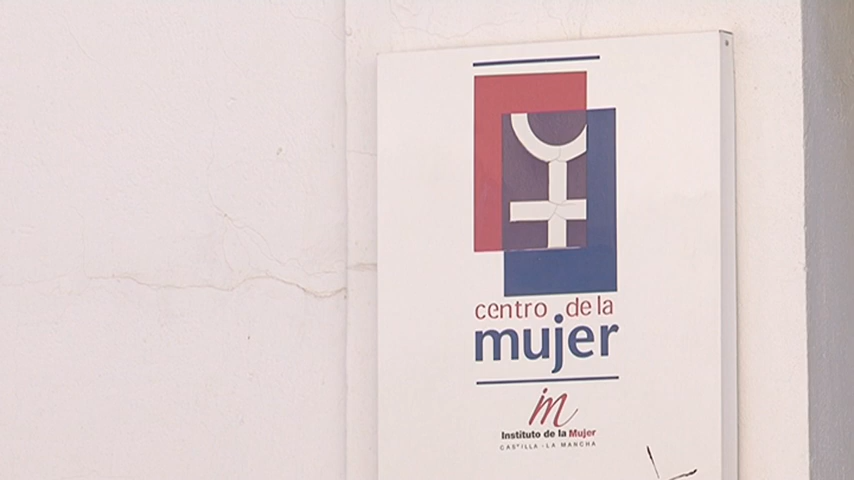 centro de la
mujer
im
Instituto de la Mujer
CASTILLA - LA MANCHA